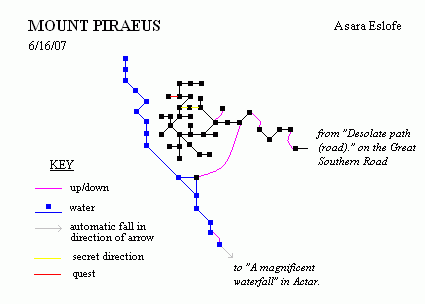 MOUNT PIRAEUS
Asara Eslofe
6/16/07
from "Desolate path
(road)." on the Great
Southern Road
KEY
up/down
water
automatic fall in
direction of arrow
secret direction
quest
to "A magnificent
waterfall" in Actar.